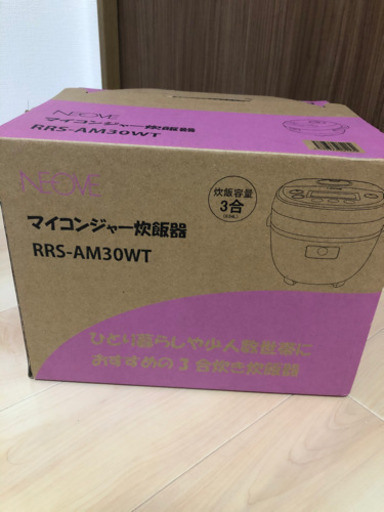 NEOVE
マイコンジャー炊飯器
RRS-AM30WT
NEOVE
マイコンジャー炊飯器
RRS-AM30WT
炊飯容量
3合
ひとり暮らしや少人数世帯に
おすすめの3合炊き炊飯器